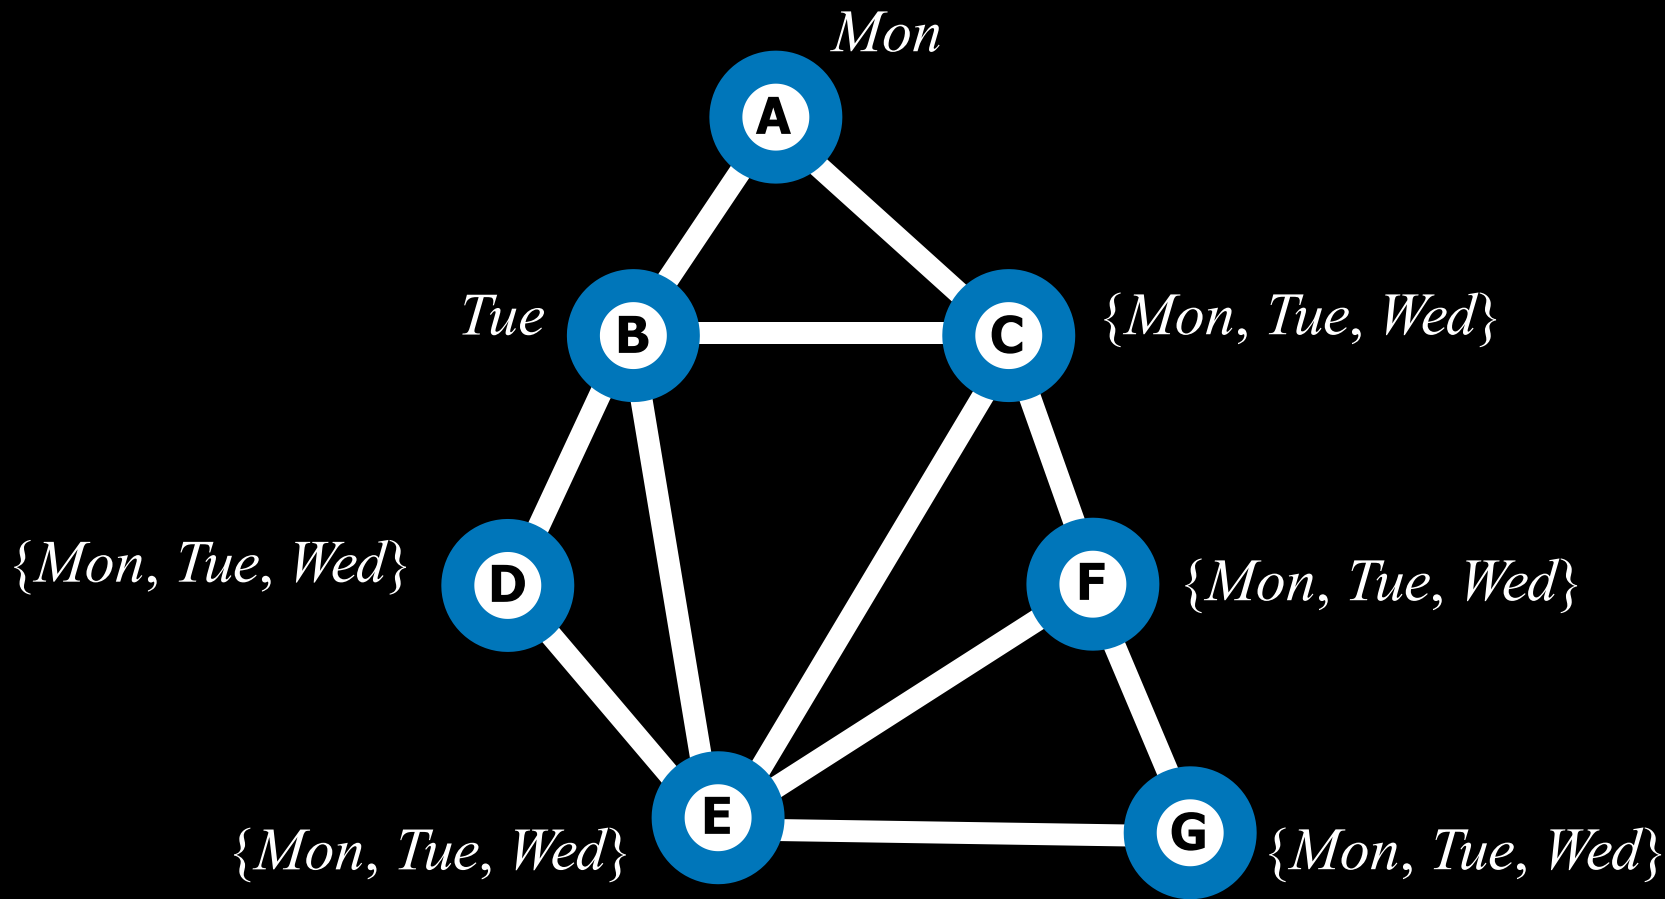 Mon
A
Tue
B
C
{Mon, Tue, Wed}
{Mon, Tue, Wed}
D
F
{Mon, Tue, Wed}
{Mon, Tue, Wed}
E
G
{Mon, Tue, Wed}